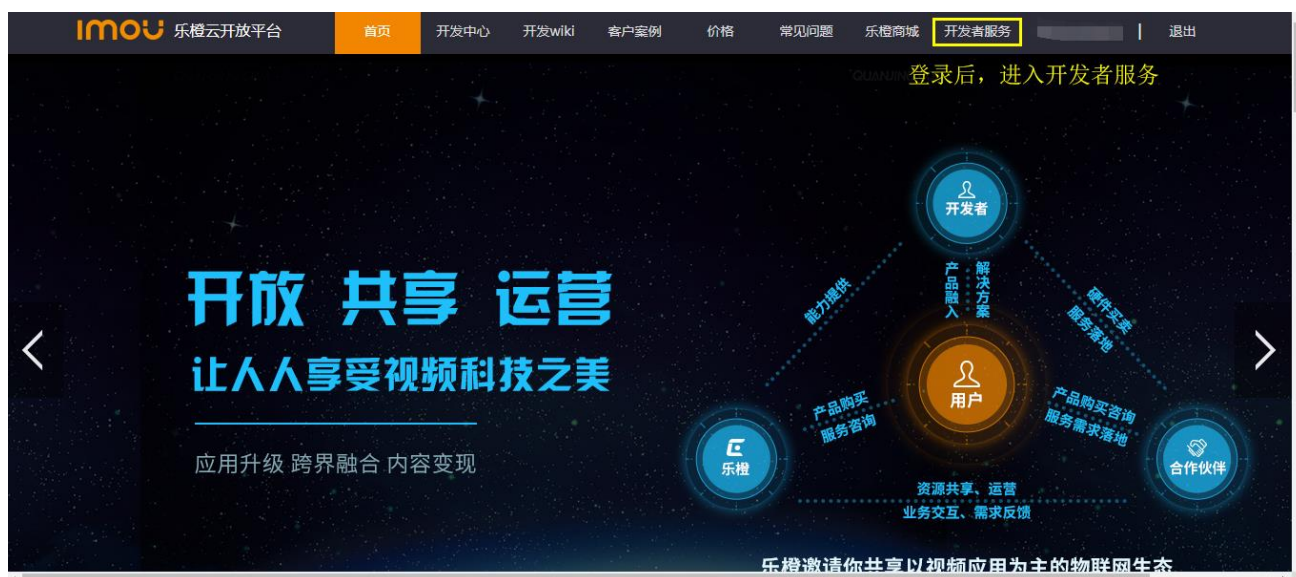 imou 乐橙云开放平台 首页 开发中心 开发wiki 客户案例 价格 常见问题 乐橙商城 开发者服务 | 退出
登录后，进入开发者服务
开发者
开放 共享 运营
让人人享受视频科技之美
应用升级 跨界融合 内容变现
能力提供
产品融入
解决方案
硬件买卖
服务落地
用户
产品购买
服务咨询
产品购买咨询
服务需求落地
乐橙
合作伙伴
资源共享、运营
业务交互、需求反馈
乐橙邀请你共享以视频应用为主的物联网生态